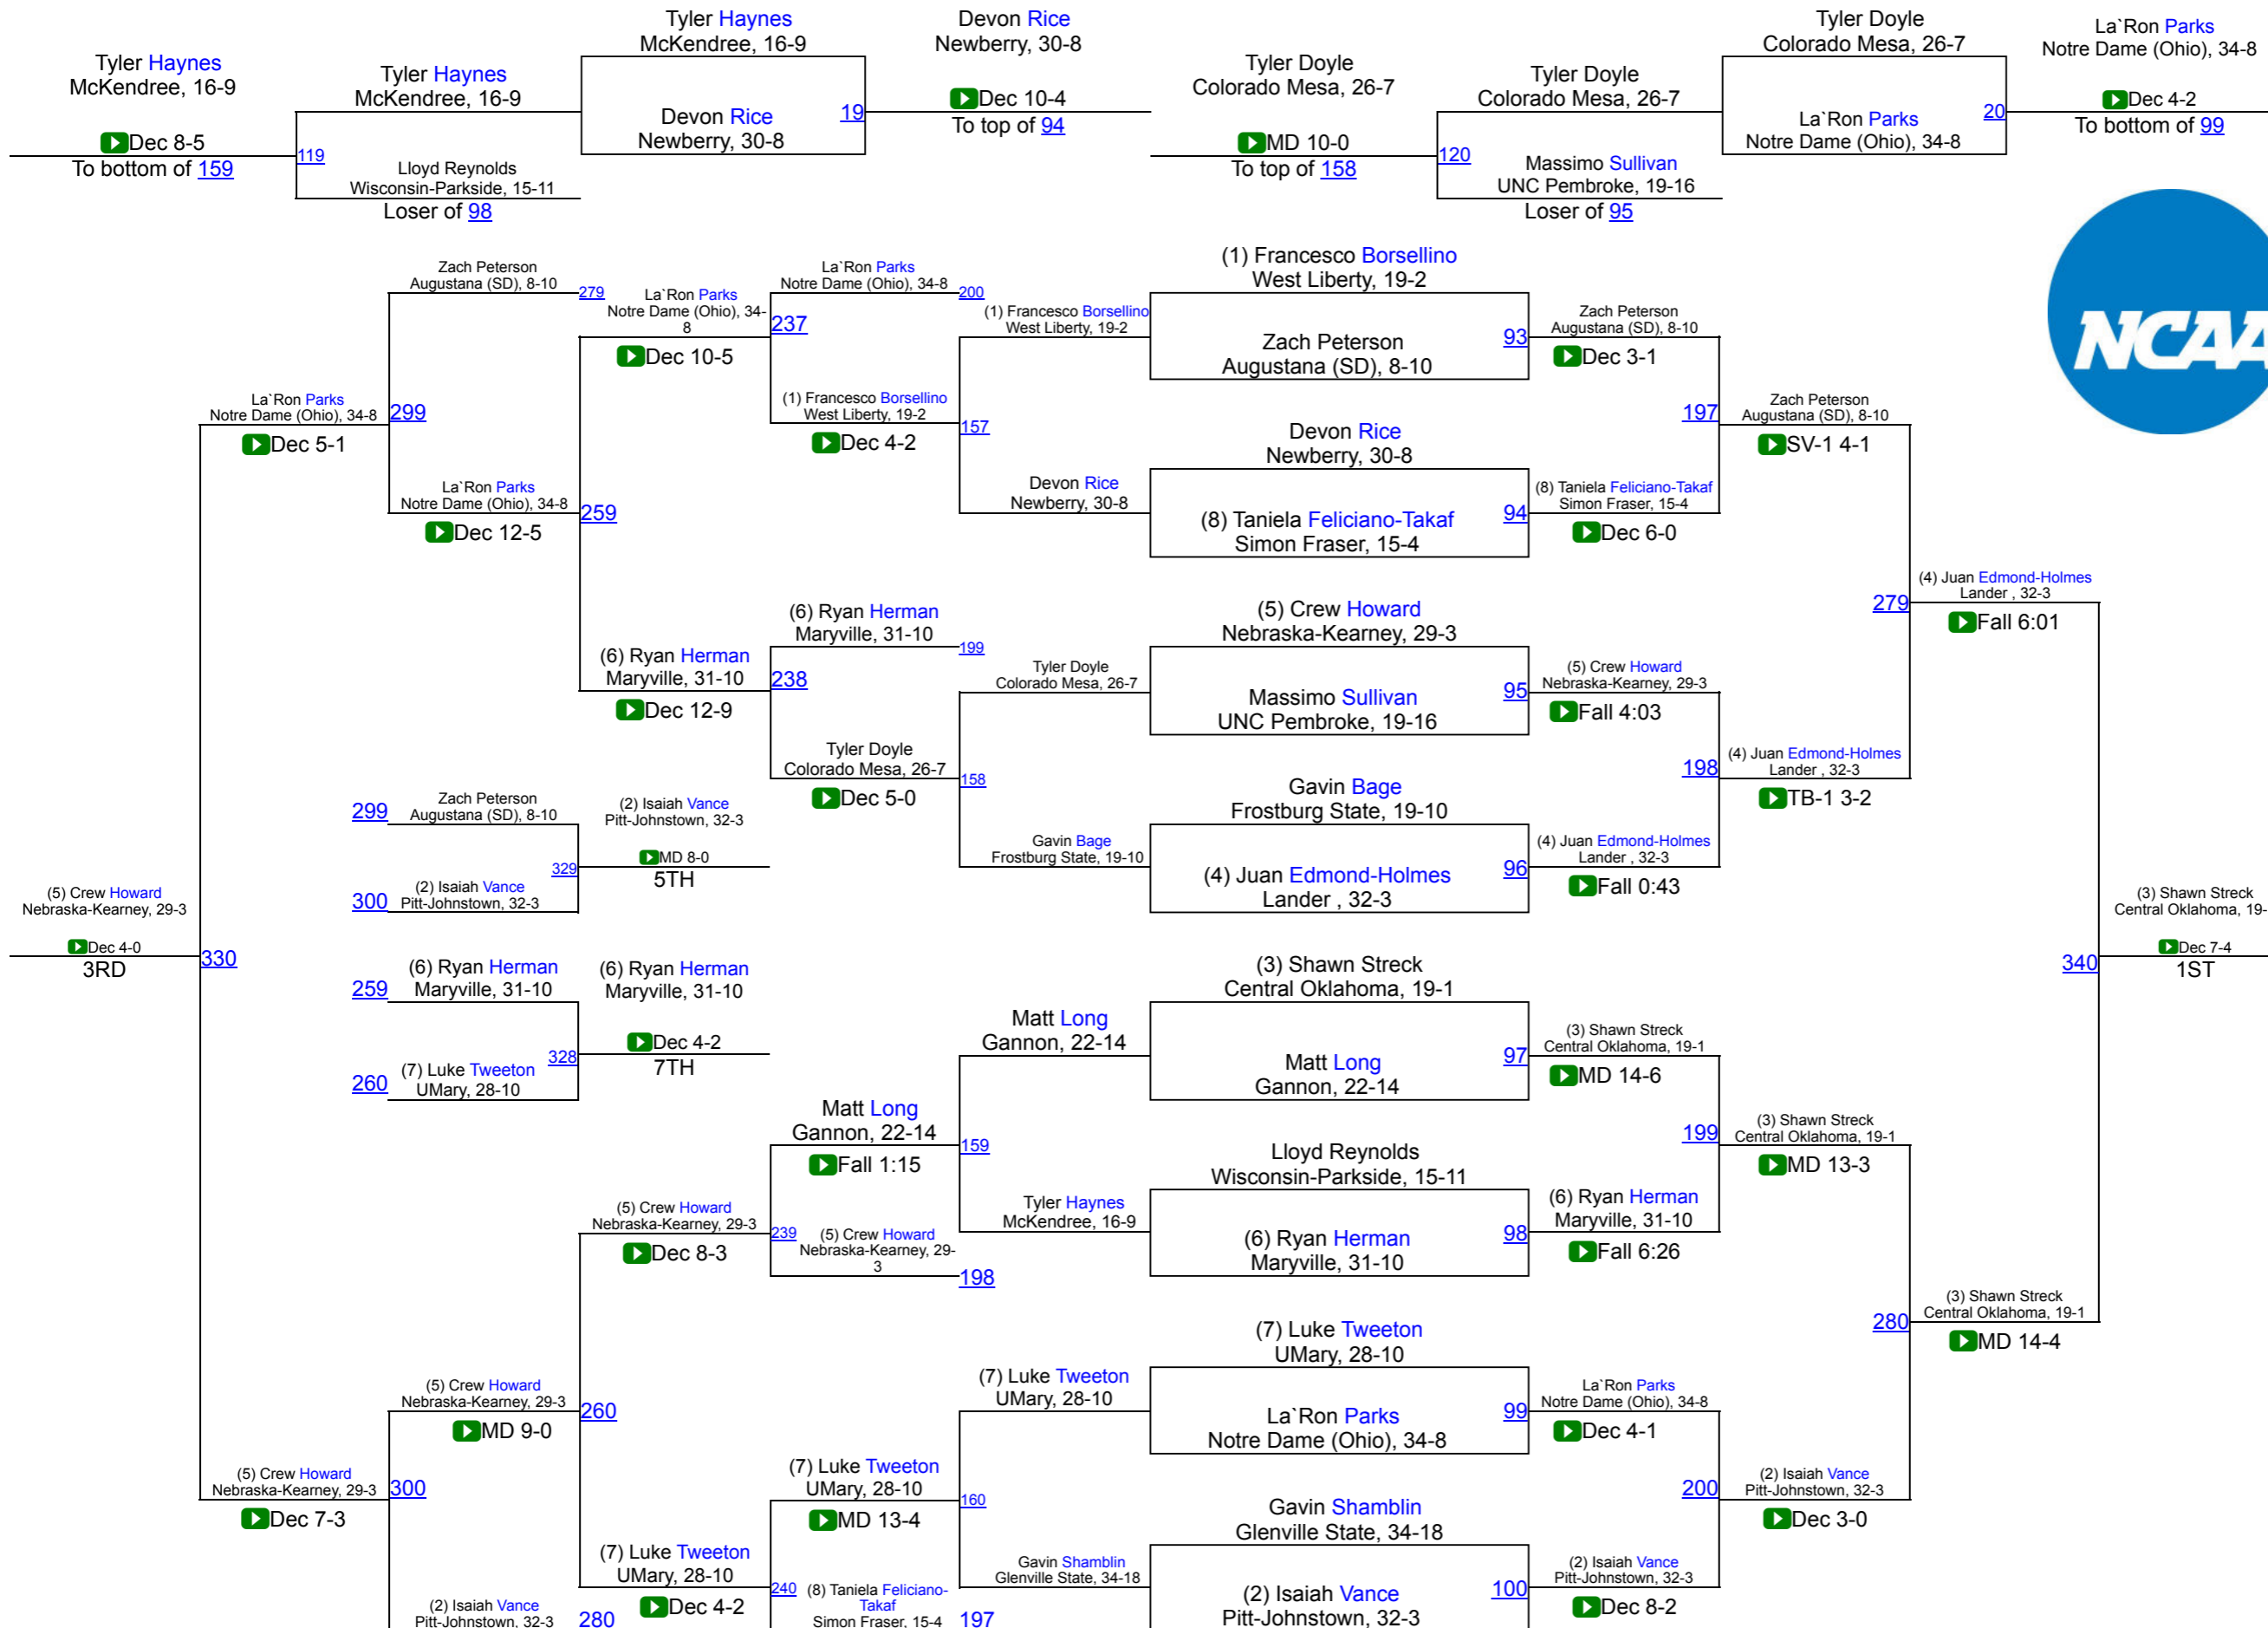 Tyler Haynes
McKendree, 16-9
Dec 8-5
To bottom of 159
Tyler Haynes
McKendree, 16-9
119
Lloyd Reynolds
Wisconsin-Parkside, 15-11
Loser of 98
Tyler Haynes
McKendree, 16-9
Devon Rice
Newberry, 30-8
19
Devon Rice
Newberry, 30-8
Dec 10-4
To top of 94
Tyler Doyle
Colorado Mesa, 26-7
MD 10-0
To top of 158
Tyler Doyle
Colorado Mesa, 26-7
120
Massimo Sullivan
UNC Pembroke, 19-16
Loser of 95
Tyler Doyle
Colorado Mesa, 26-7
La`Ron Parks
Notre Dame (Ohio), 34-8
20
La`Ron Parks
Notre Dame (Ohio), 34-8
Dec 4-2
To bottom of 99
NCAA
(5) Crew Howard
Nebraska-Kearney, 29-3
Dec 4-0
3RD
330
La`Ron Parks
Notre Dame (Ohio), 34-8
Dec 5-1
299
(5) Crew Howard
Nebraska-Kearney, 29-3
Dec 7-3
300
Zach Peterson
Augustana (SD), 8-10
279
La`Ron Parks
Notre Dame (Ohio), 34-8
Dec 12-5
259
299
Zach Peterson
Augustana (SD), 8-10
300
(2) Isaiah Vance
Pitt-Johnstown, 32-3
329
(2) Isaiah Vance
Pitt-Johnstown, 32-3
MD 8-0
5TH
259
(6) Ryan Herman
Maryville, 31-10
260
(7) Luke Tweeton
UMary, 28-10
328
(6) Ryan Herman
Maryville, 31-10
Dec 4-2
7TH
(5) Crew Howard
Nebraska-Kearney, 29-3
MD 9-0
260
(2) Isaiah Vance
Pitt-Johnstown, 32-3
280
La`Ron Parks
Notre Dame (Ohio), 34-
8
Dec 10-5
237
(6) Ryan Herman
Maryville, 31-10
Dec 12-9
238
(5) Crew Howard
Nebraska-Kearney, 29-3
Dec 8-3
239
(7) Luke Tweeton
UMary, 28-10
Dec 4-2
240
La`Ron Parks
Notre Dame (Ohio), 34-8
200
(1) Francesco Borsellino
West Liberty, 19-2
Dec 4-2
157
(6) Ryan Herman
Maryville, 31-10
199
Tyler Doyle
Colorado Mesa, 26-7
Dec 5-0
158
Matt Long
Gannon, 22-14
Fall 1:15
159
(5) Crew Howard
Nebraska-Kearney, 29-
3
198
(7) Luke Tweeton
UMary, 28-10
MD 13-4
160
(8) Taniela Feliciano-
Takaf
Simon Fraser, 15-4
197
(1) Francesco Borsellino
West Liberty, 19-2
Devon Rice
Newberry, 30-8
Tyler Doyle
Colorado Mesa, 26-7
Gavin Bage
Frostburg State, 19-10
Matt Long
Gannon, 22-14
Tyler Haynes
McKendree, 16-9
(7) Luke Tweeton
UMary, 28-10
Gavin Shamblin
Glenville State, 34-18
(1) Francesco Borsellino
West Liberty, 19-2
Zach Peterson
Augustana (SD), 8-10
93
Devon Rice
Newberry, 30-8
(8) Taniela Feliciano-Takaf
Simon Fraser, 15-4
94
(5) Crew Howard
Nebraska-Kearney, 29-3
Massimo Sullivan
UNC Pembroke, 19-16
95
Gavin Bage
Frostburg State, 19-10
(4) Juan Edmond-Holmes
Lander , 32-3
96
(3) Shawn Streck
Central Oklahoma, 19-1
Matt Long
Gannon, 22-14
97
Lloyd Reynolds
Wisconsin-Parkside, 15-11
(6) Ryan Herman
Maryville, 31-10
98
(7) Luke Tweeton
UMary, 28-10
La`Ron Parks
Notre Dame (Ohio), 34-8
99
Gavin Shamblin
Glenville State, 34-18
(2) Isaiah Vance
Pitt-Johnstown, 32-3
100
Zach Peterson
Augustana (SD), 8-10
Dec 3-1
(8) Taniela Feliciano-Takaf
Simon Fraser, 15-4
Dec 6-0
197
(5) Crew Howard
Nebraska-Kearney, 29-3
Fall 4:03
(4) Juan Edmond-Holmes
Lander , 32-3
Fall 0:43
198
(3) Shawn Streck
Central Oklahoma, 19-1
MD 14-6
(6) Ryan Herman
Maryville, 31-10
Fall 6:26
199
La`Ron Parks
Notre Dame (Ohio), 34-8
Dec 4-1
(2) Isaiah Vance
Pitt-Johnstown, 32-3
Dec 8-2
200
Zach Peterson
Augustana (SD), 8-10
SV-1 4-1
(4) Juan Edmond-Holmes
Lander , 32-3
TB-1 3-2
279
(3) Shawn Streck
Central Oklahoma, 19-1
MD 13-3
(2) Isaiah Vance
Pitt-Johnstown, 32-3
Dec 3-0
280
(4) Juan Edmond-Holmes
Lander , 32-3
Fall 6:01
(3) Shawn Streck
Central Oklahoma, 19-1
MD 14-4
340
(3) Shawn Streck
Central Oklahoma, 19-
Dec 7-4
1ST